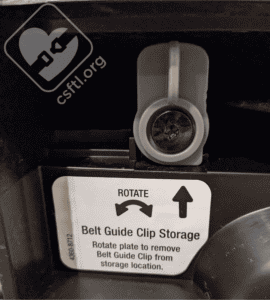 csftl.org
ROTATE
Belt Guide Clip Storage
Rotate plate to remove
Belt Guide Clip from
storage location.